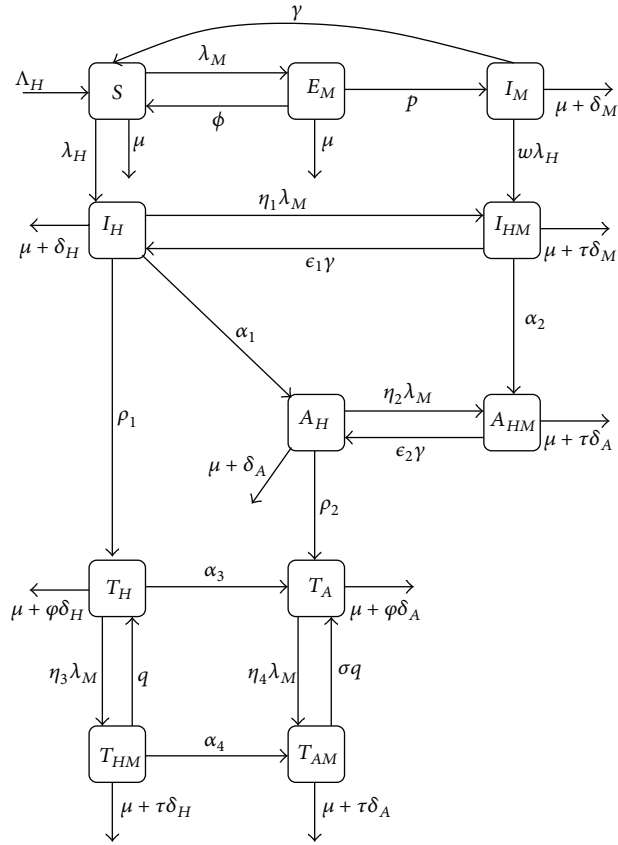 γ
Λ_H
S
λ_M
ϕ
E_M
p
I_M
μ + δ_M
λ_H
μ
μ
wλ_H
I_H
η_1λ_M
ϵ_1γ
I_HM
μ + δ_H
μ + τδ_M
α_1
α_2
ρ_1
A_H
η_2λ_M
ϵ_2γ
A_HM
μ + δ_A
μ + τδ_A
ρ_2
T_H
α_3
T_A
μ + φδ_H
μ + φδ_A
η_3λ_M
q
η_4λ_M
σq
T_HM
α_4
T_AM
μ + τδ_H
μ + τδ_A